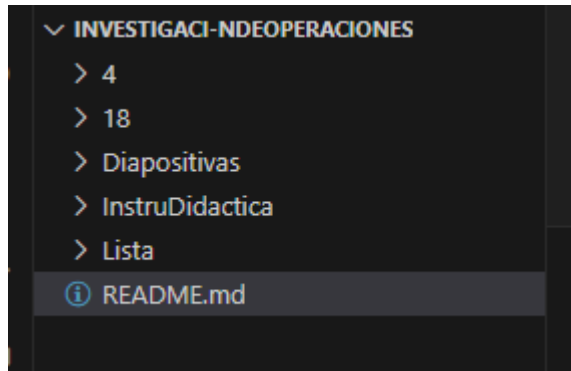 INVESTIGACI-NDEOPERACIONES
4
18
Diapositivas
InstruDidactica
Lista
README.md